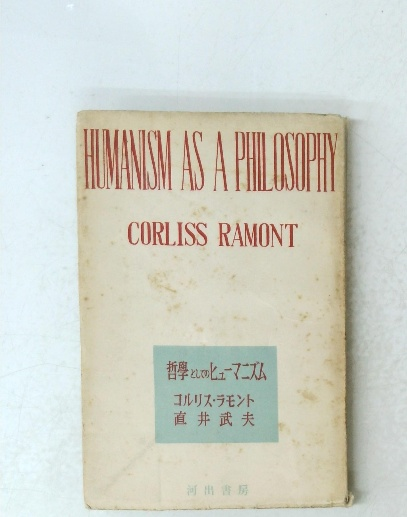 HUMANISM AS A PHILOSOPHY
CORLISS RAMONT
哲學としてのヒューマニズム
コルリス・ラモント
直井武夫
河出書房